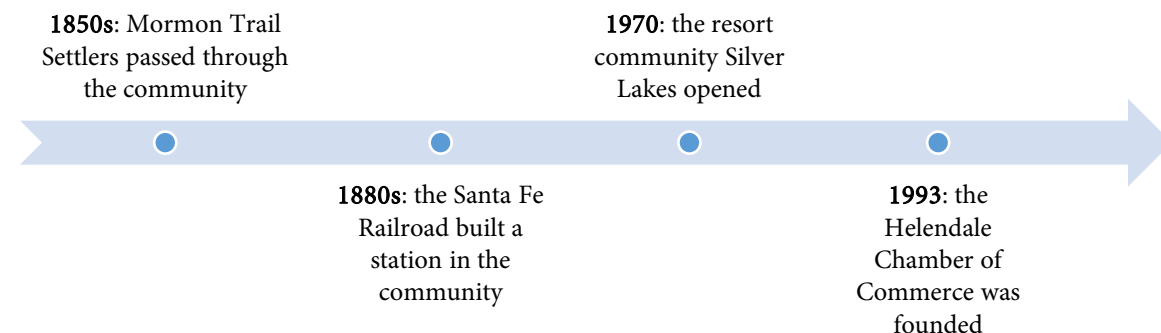 1850s: Mormon Trail
Settlers passed through
the community
1880s: the Santa Fe
Railroad built a
station in the
community
1970: the resort
community Silver
Lakes opened
1993: the
Helendale
Chamber of
Commerce was
founded